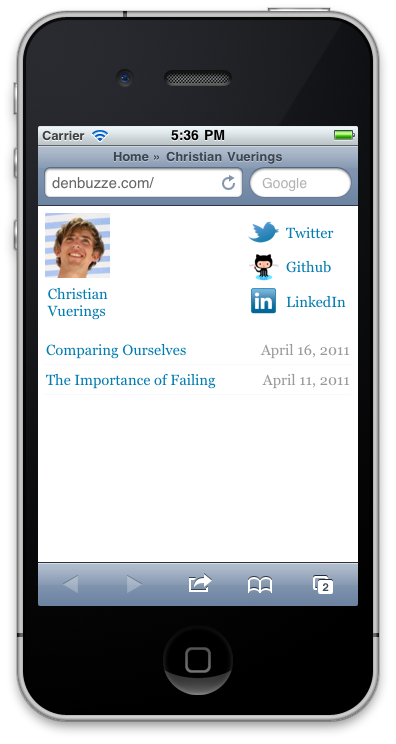 Carrier 5:36 PM
Home » Christian Vuerings
denbuzze.com/ Google
Twitter
Github
in LinkedIn
Christian
Vuerings
Comparing Ourselves April 16, 2011
The Importance of Failing April 11, 2011
2